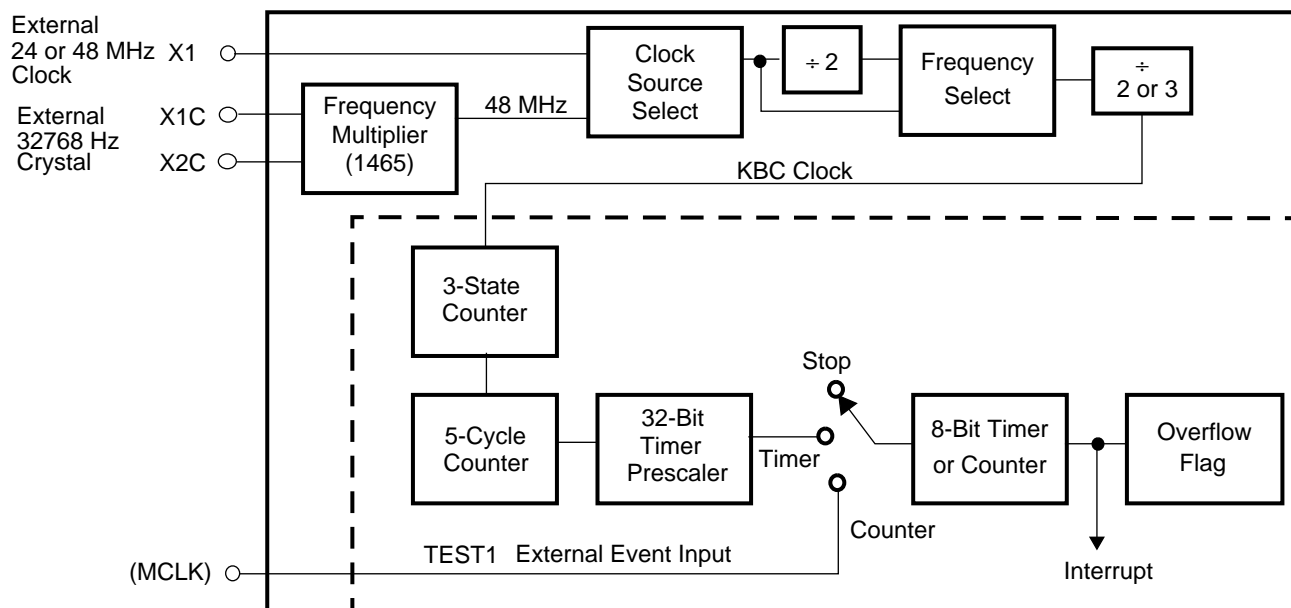 External
24 or 48 MHz
Clock
X1
External
32768 Hz
Crystal
X1C
X2C
Frequency
Multiplier
(1465)
48 MHz
Clock
Source
Select
÷ 2
Frequency
Select
÷
2 or 3
KBC Clock
3-State
Counter
5-Cycle
Counter
32-Bit
Timer
Prescaler
Stop
Timer
Counter
8-Bit Timer
or Counter
Overflow
Flag
Interrupt
TEST1 External Event Input
(MCLK)